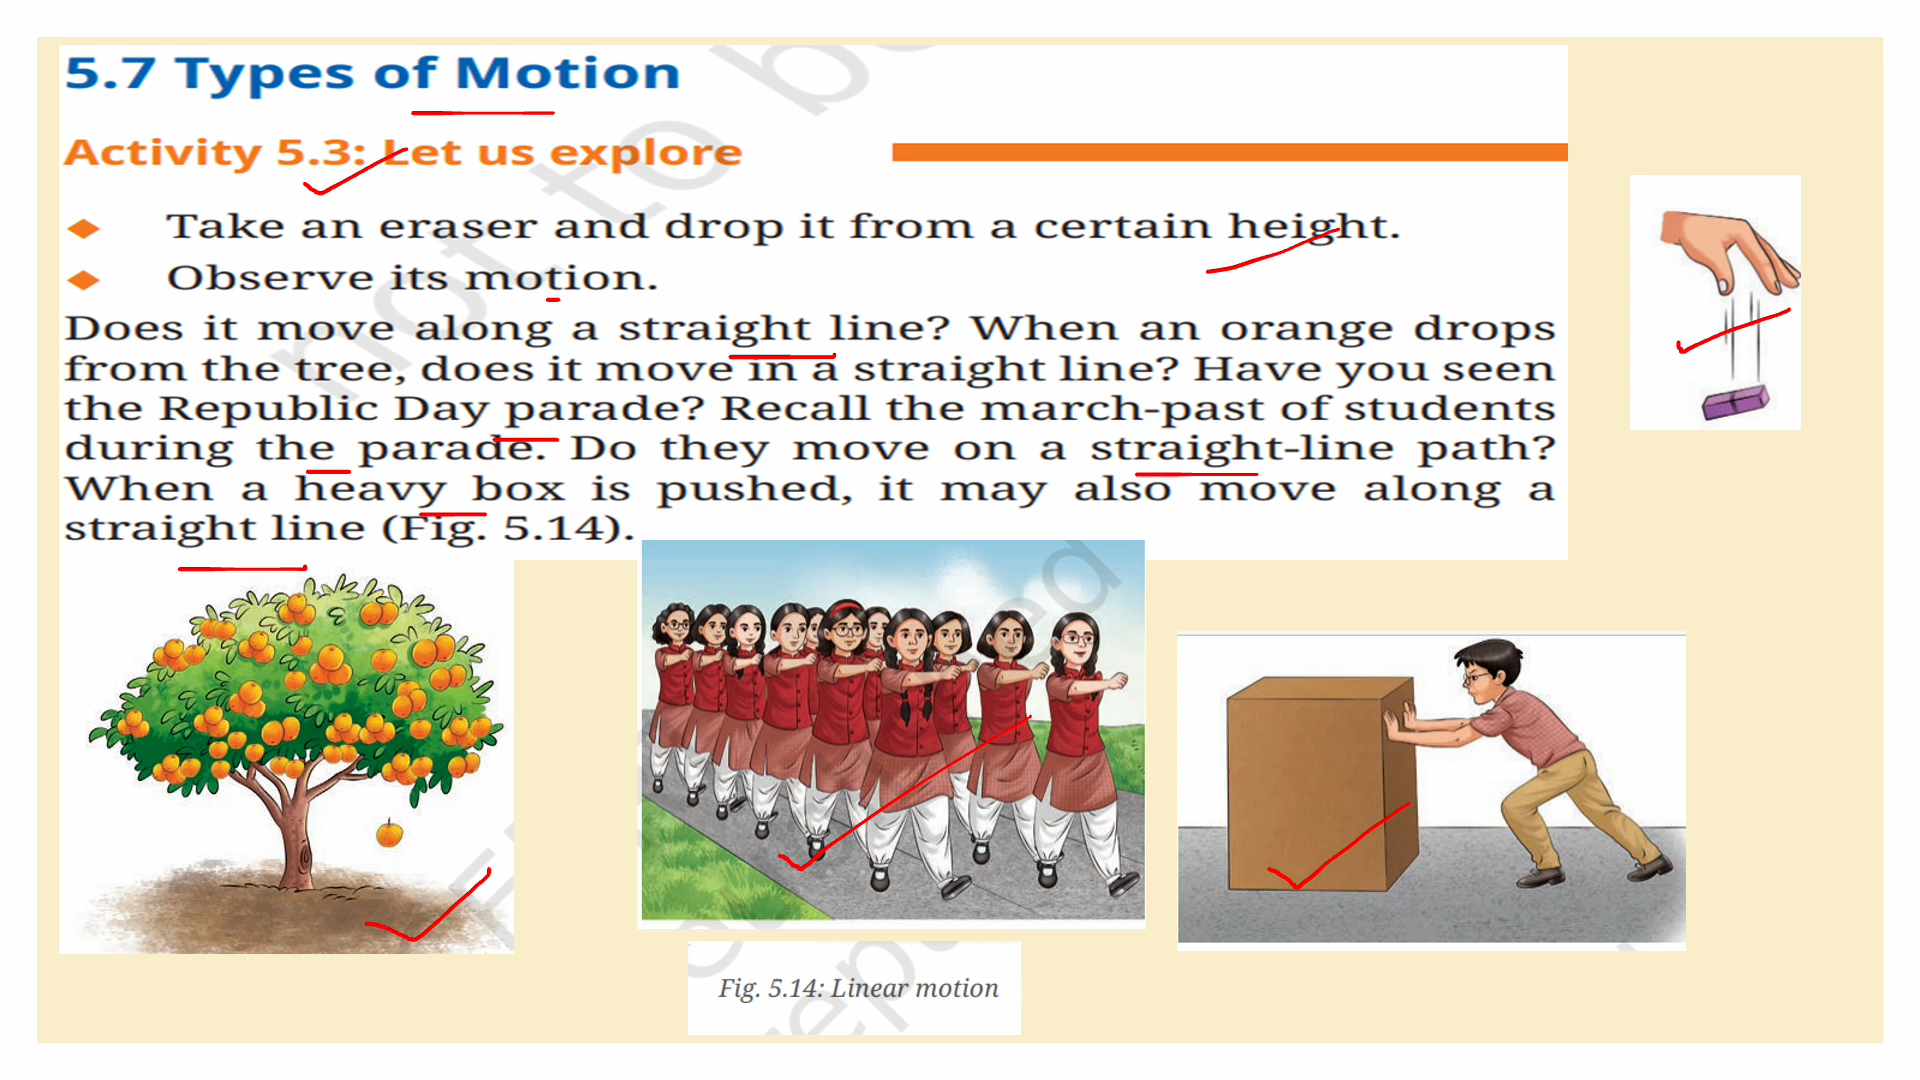 5.7 Types of Motion
Activity 5.3: Let us explore
Take an eraser and drop it from a certain height.
Observe its motion.
Does it move along a straight line? When an orange drops
from the tree, does it move in a straight line? Have you seen
the Republic Day parade? Recall the march-past of students
during the parade. Do they move on a straight-line path?
When a heavy box is pushed, it may also move along a
straight line (Fig. 5.14).
Fig. 5.14: Linear motion